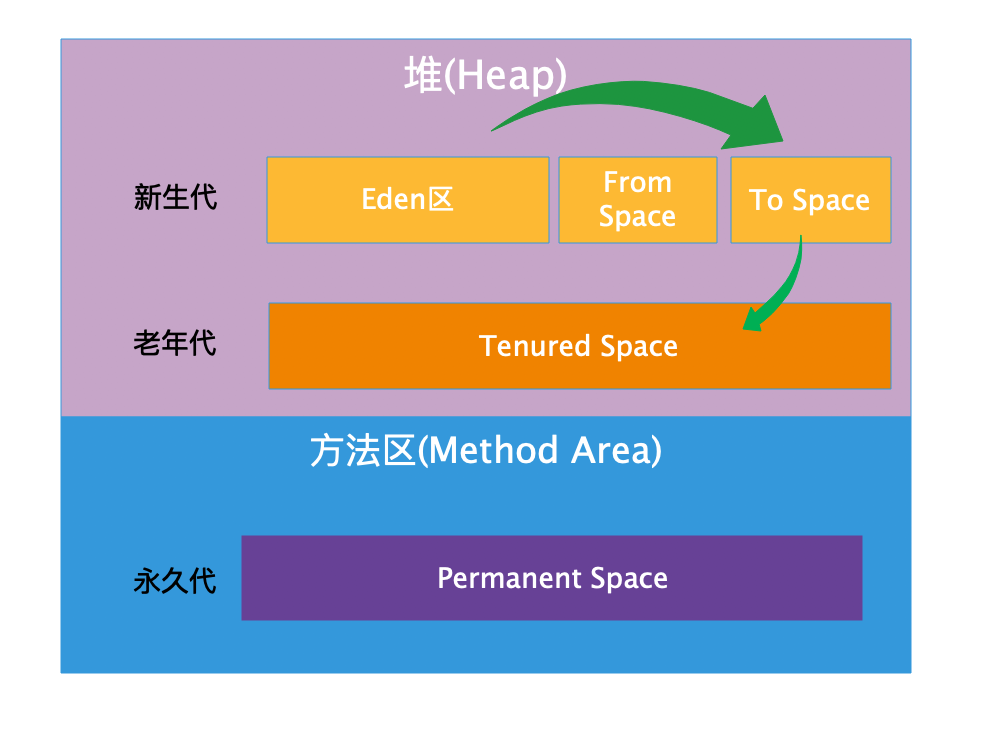 堆(Heap)
新生代
Eden区
From
Space
To Space
老年代
Tenured Space
方法区(Method Area)
永久代
Permanent Space